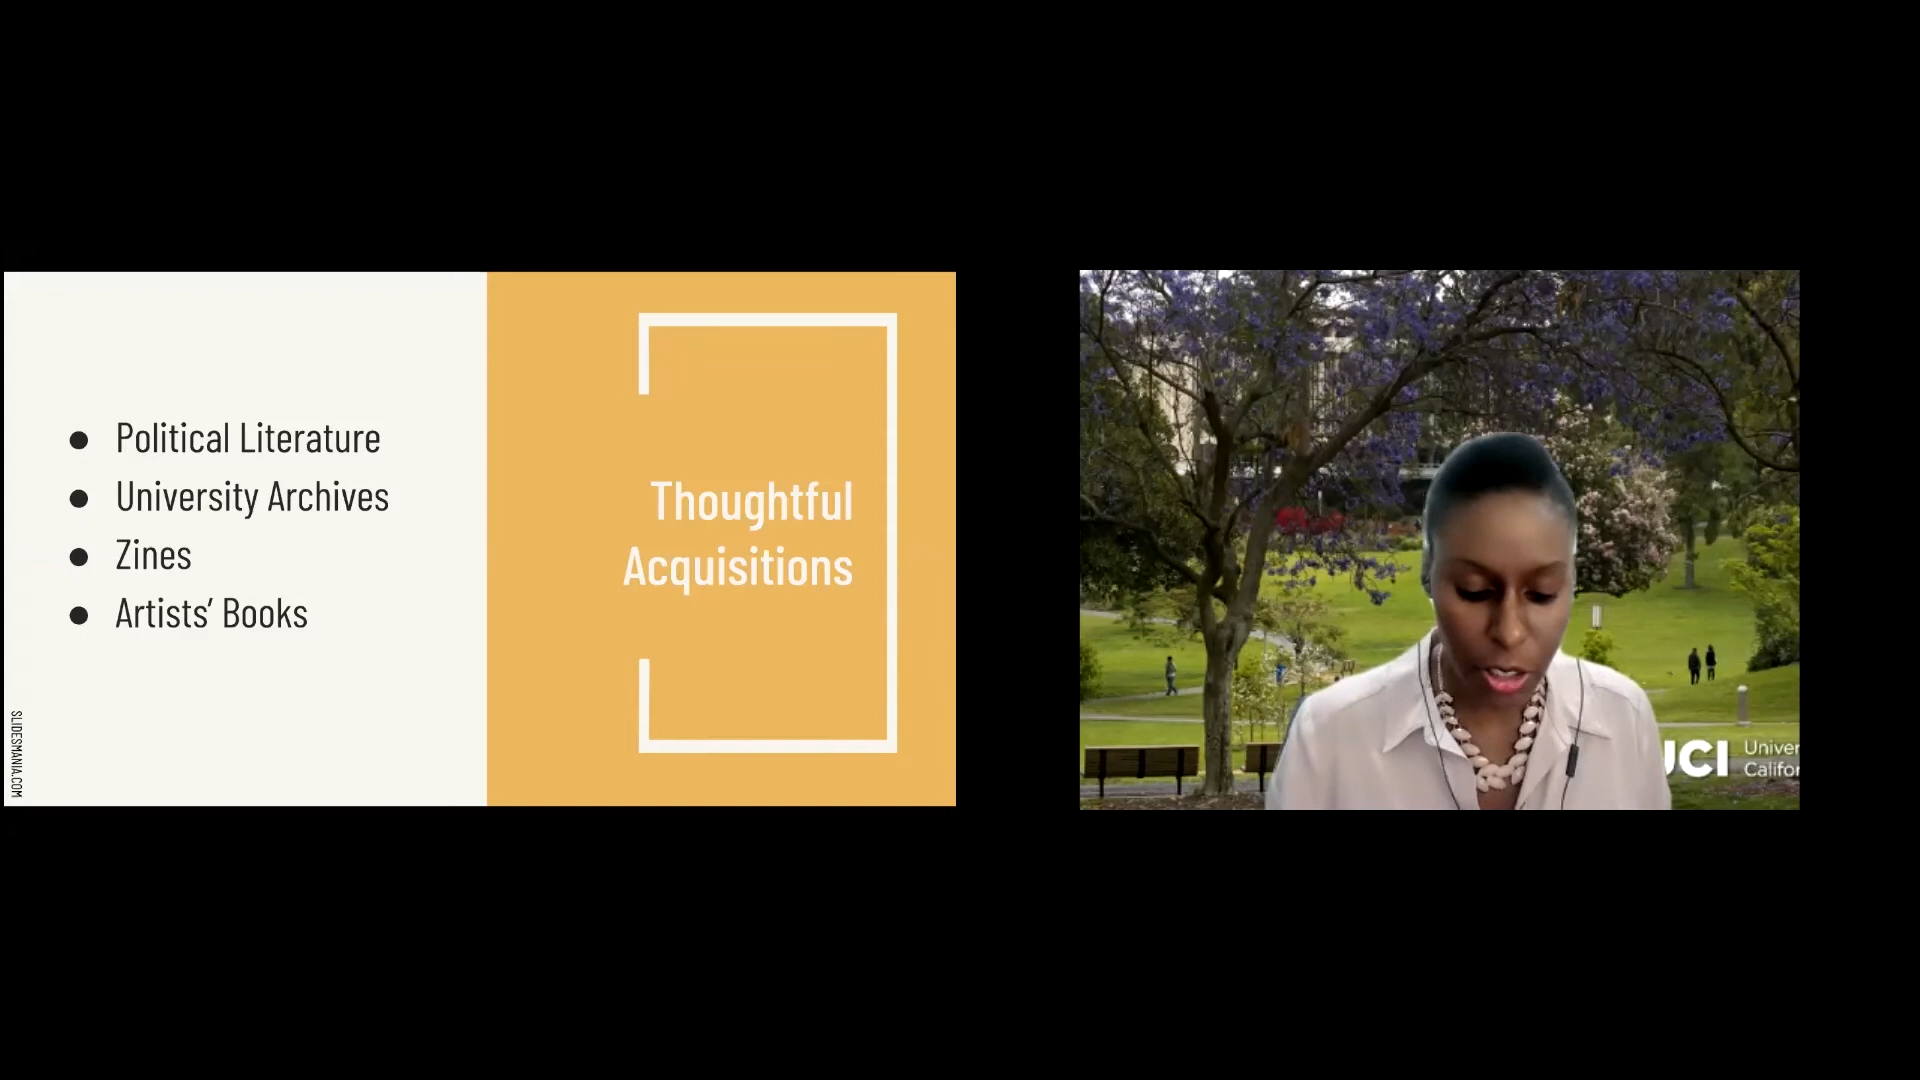 ● Political Literature
● University Archives
● Zines
● Artists’ Books
Thoughtful
Acquisitions
SLIDESMANIA.COM
UCI